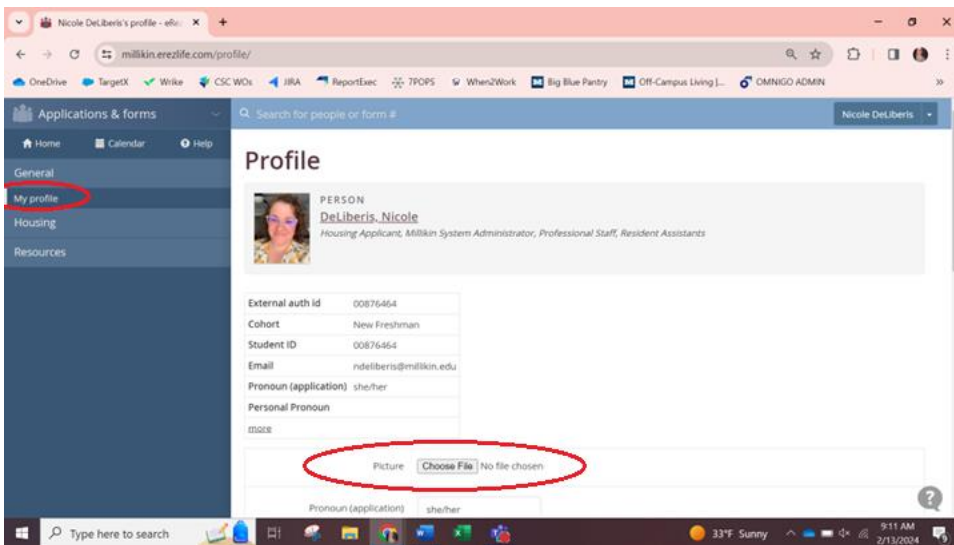 Nicole DeLiberis's profile - eRez
millikin.erezlife.com/profile/
OneDrive TargetX Wrike CSC WOs JIRA ReportExec 7POPS When2Work Big Blue Pantry Off-Campus Living |... OMNIGO ADMIN »
Applications & forms Search for people or form # Nicole DeLiberis
Home Calendar Help
Profile
General
My profile
Housing
Resources
PERSON
DeLiberis, Nicole
Housing Applicant, Millikin System Administrator, Professional Staff, Resident Assistants
External auth id 00876464
Cohort New Freshman
Student ID 00876464
Email ndeliberis@millikin.edu
Pronoun (application) she/her
Personal Pronoun
more
Picture Choose File No file chosen
Pronoun (application) she/her
?
Type here to search 33°F Sunny 9:11 AM
2/13/2024